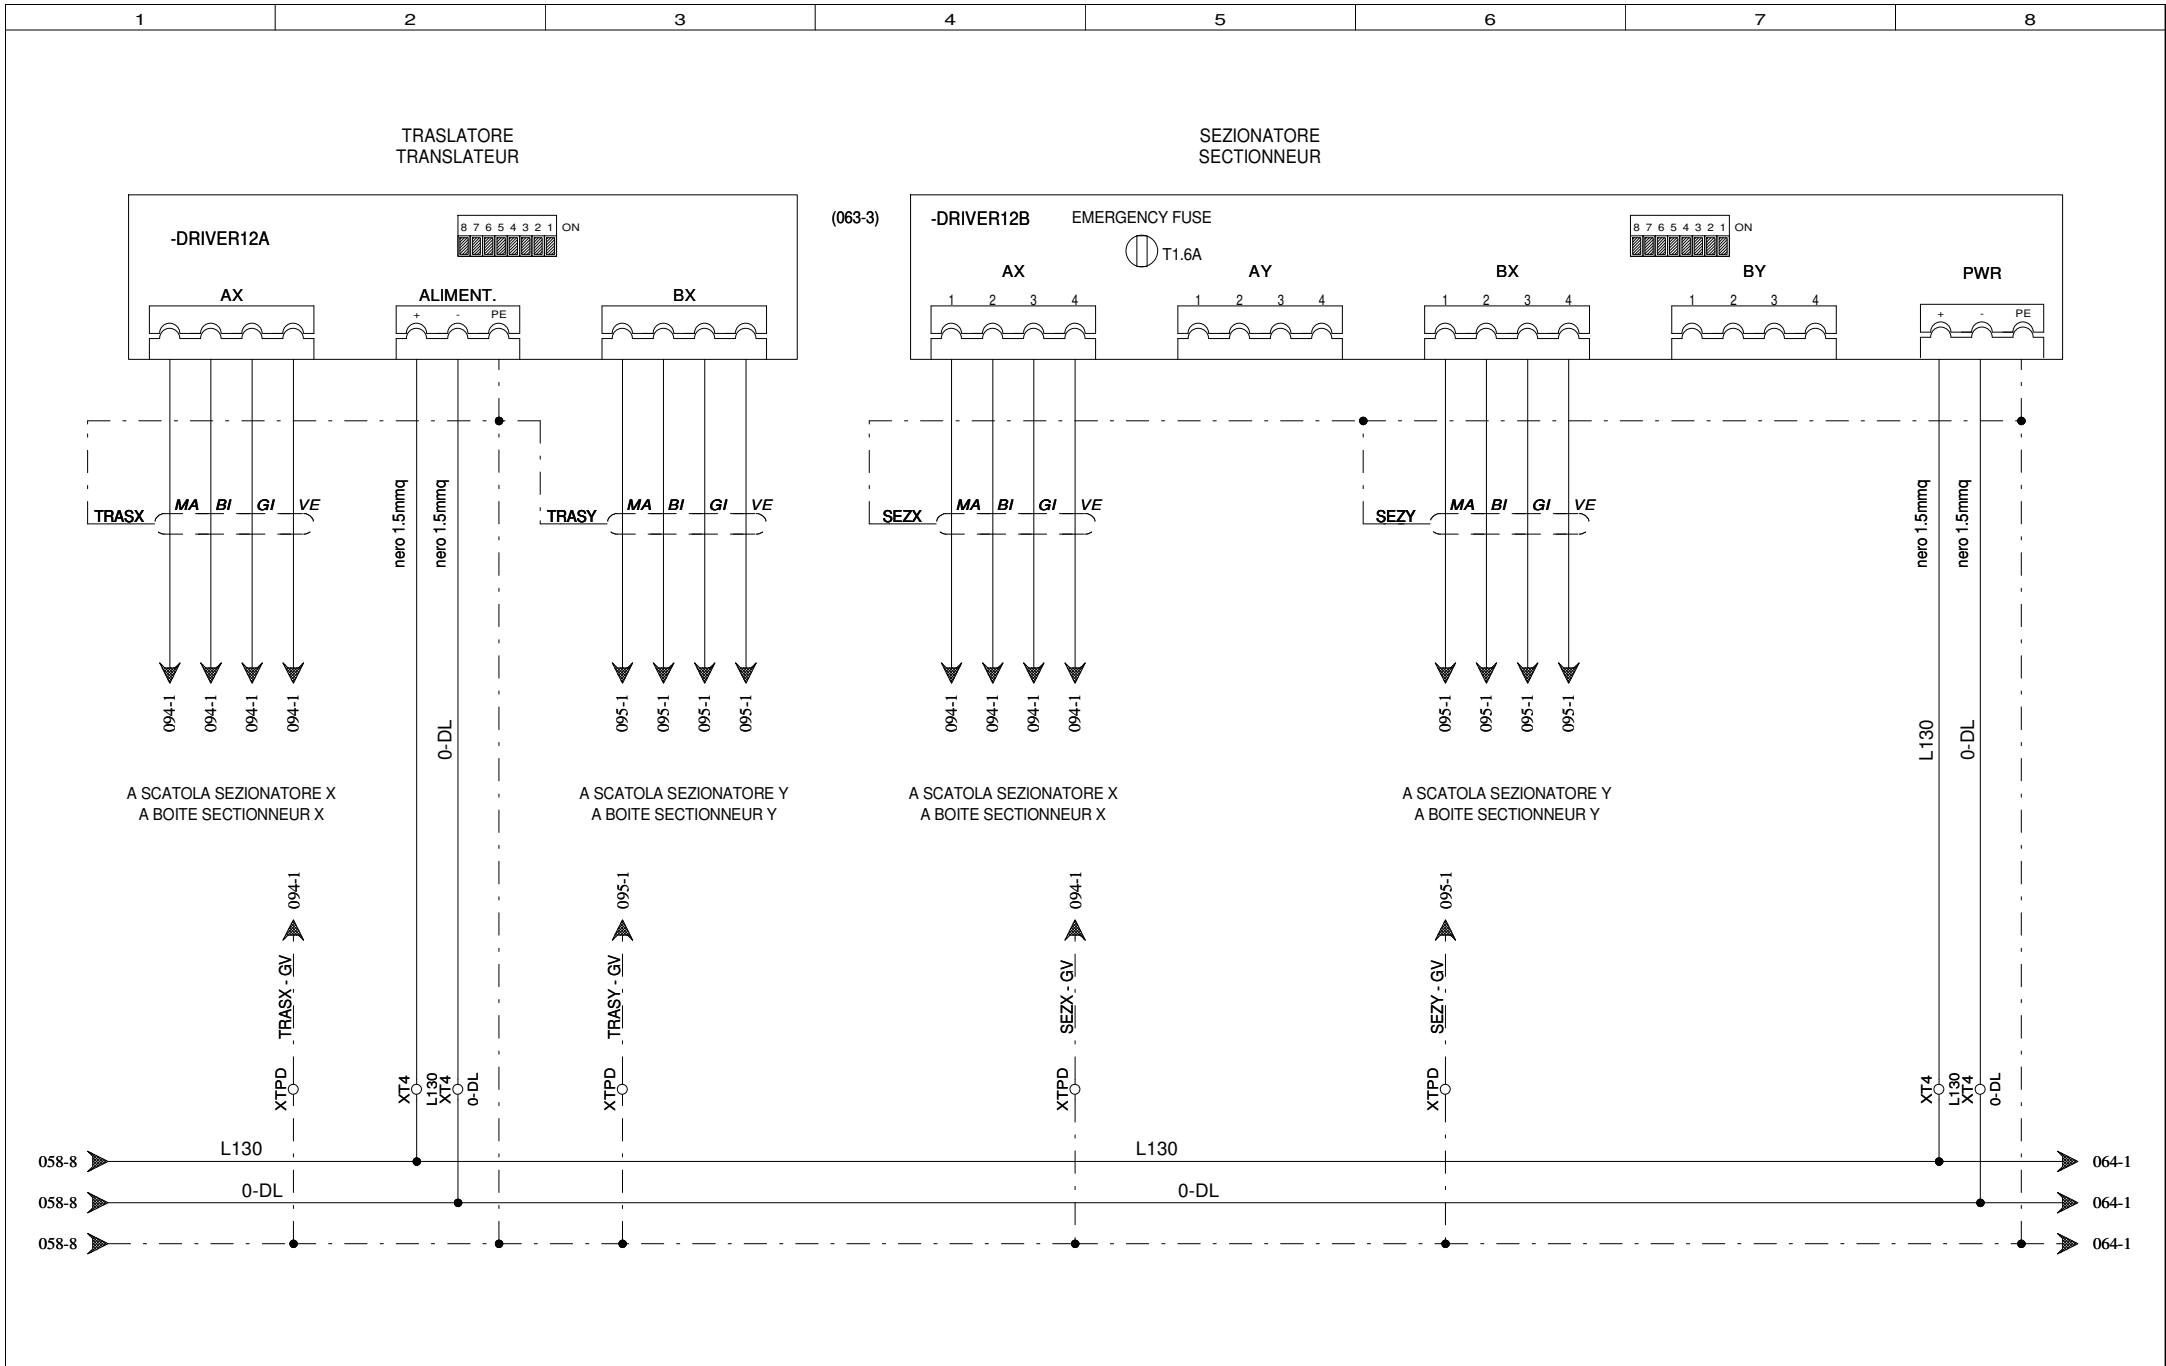 1 2 3 4 5 6 7 8
TRASLATORE
TRANSLATEUR
SEZIONATORE
SECTIONNEUR
-DRIVER12A
8 7 6 5 4 3 2 1 ON
AX
ALIMENT.
+ - PE
BX
(063-3)
-DRIVER12B
EMERGENCY FUSE
T1.6A
8 7 6 5 4 3 2 1 ON
AX
1 2 3 4
AY
1 2 3 4
BX
1 2 3 4
BY
1 2 3 4
PWR
+ - PE
TRASX
MA BI GI VE
nero 1.5mmq
nero 1.5mmq
TRASY
MA BI GI VE
SEZX
MA BI GI VE
SEZY
MA BI GI VE
nero 1.5mmq
nero 1.5mmq
094-1 094-1 094-1 094-1
0-DL
095-1 095-1 095-1 095-1
094-1 094-1 094-1 094-1
095-1 095-1 095-1 095-1
L130
0-DL
A SCATOLA SEZIONATORE X
A BOITE SECTIONNEUR X
A SCATOLA SEZIONATORE Y
A BOITE SECTIONNEUR Y
A SCATOLA SEZIONATORE X
A BOITE SECTIONNEUR X
A SCATOLA SEZIONATORE Y
A BOITE SECTIONNEUR Y
094-1
095-1
094-1
095-1
TRASX - GV
TRASY - GV
SEZX - GV
SEZY - GV
XTPD
XT4
L130
XT4
0-DL
XTPD
XTPD
XTPD
XT4
L130
XT4
0-DL
058-8 L130 L130 064-1
058-8 0-DL 0-DL 064-1
058-8 064-1